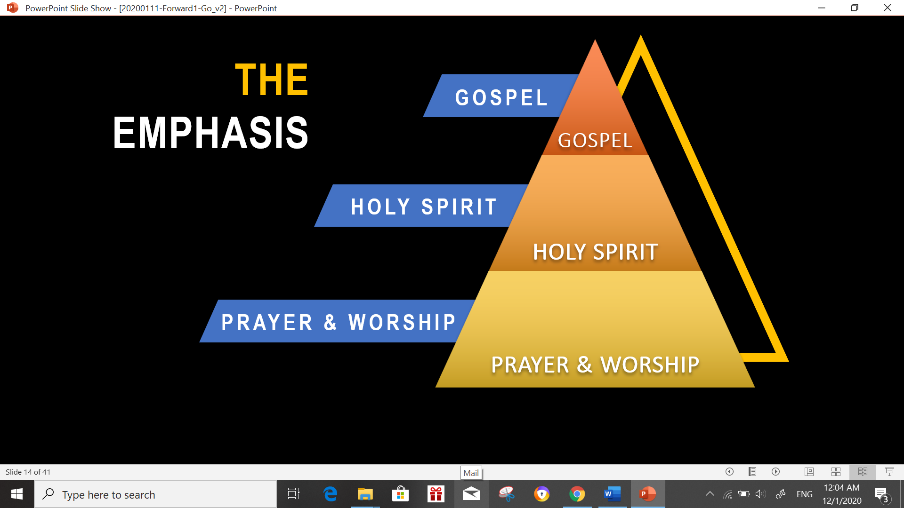 PowerPoint Slide Show - [20200111-Forward1-Go_v2] - PowerPoint
THE
EMPHASIS
GOSPEL
GOSPEL
HOLY SPIRIT
HOLY SPIRIT
PRAYER & WORSHIP
PRAYER & WORSHIP
Slide 14 of 41
Mail
Type here to search
ENG
12:04 AM
12/1/2020
3